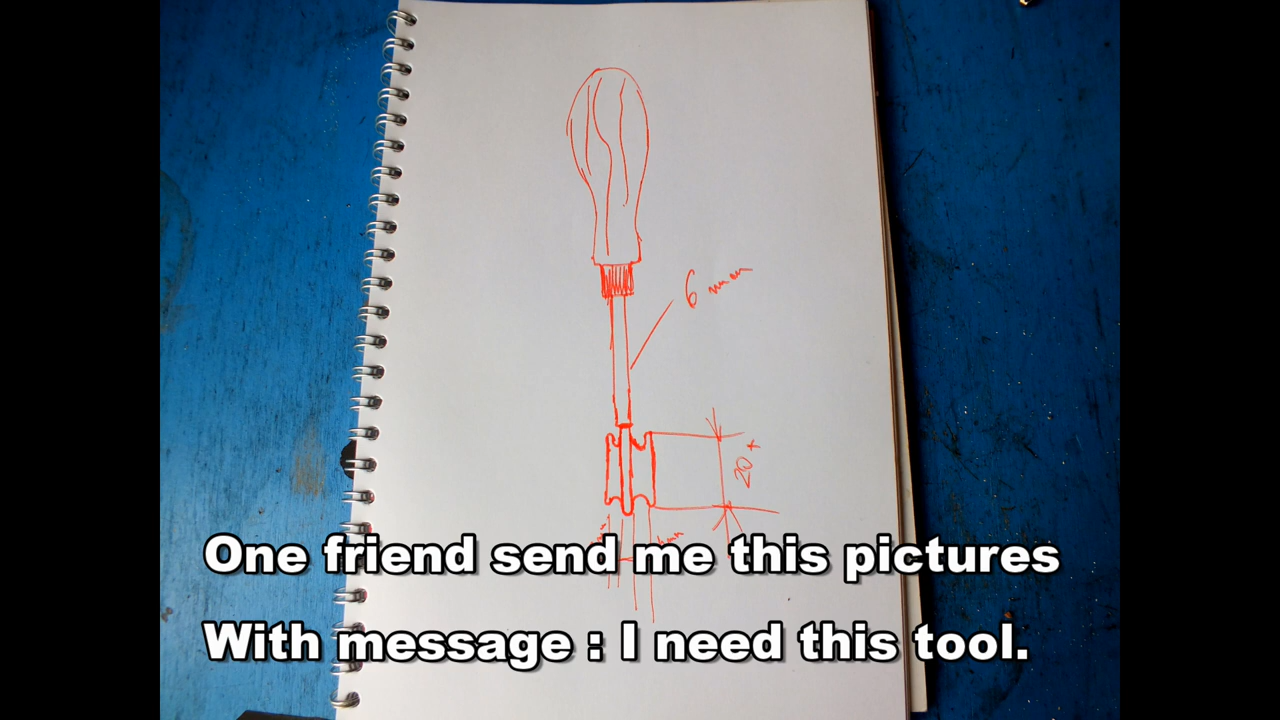 6 mm
20+
One friend send me this pictures
With message : I need this tool.